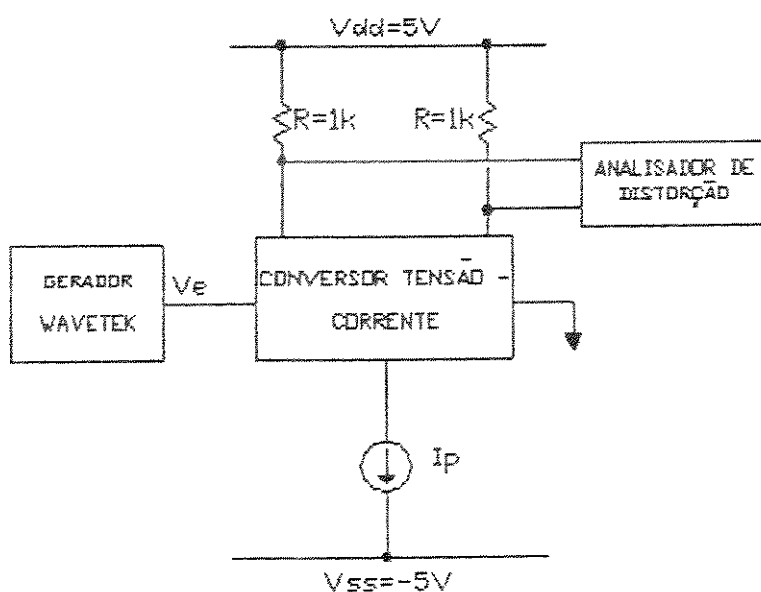 Vdd=5V
R=1k
R=1k
ANALISADOR DE
DISTORÇÃO
GERADOR
WAVETEK
Ve
CONVERSOR TENSÃO -
CORRENTE
Ip
Vss=-5V